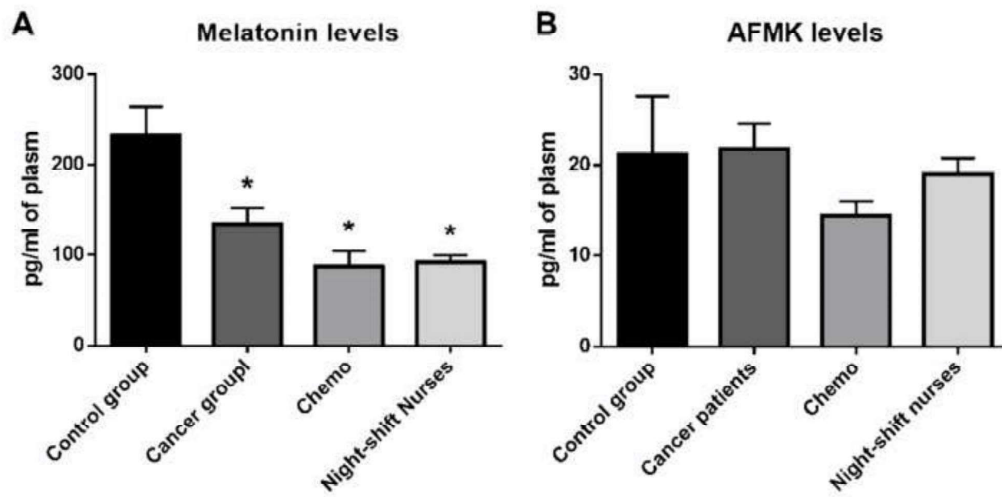 A
Melatonin levels
pg/ml of plasm
300
200
100
0
*
*
*
Control group
Cancer groupl
Chemo
Night-shift Nurses
B
AFMK levels
pg/ml of plasm
30
20
10
0
Control group
Cancer patients
Chemo
Night-shift nurses